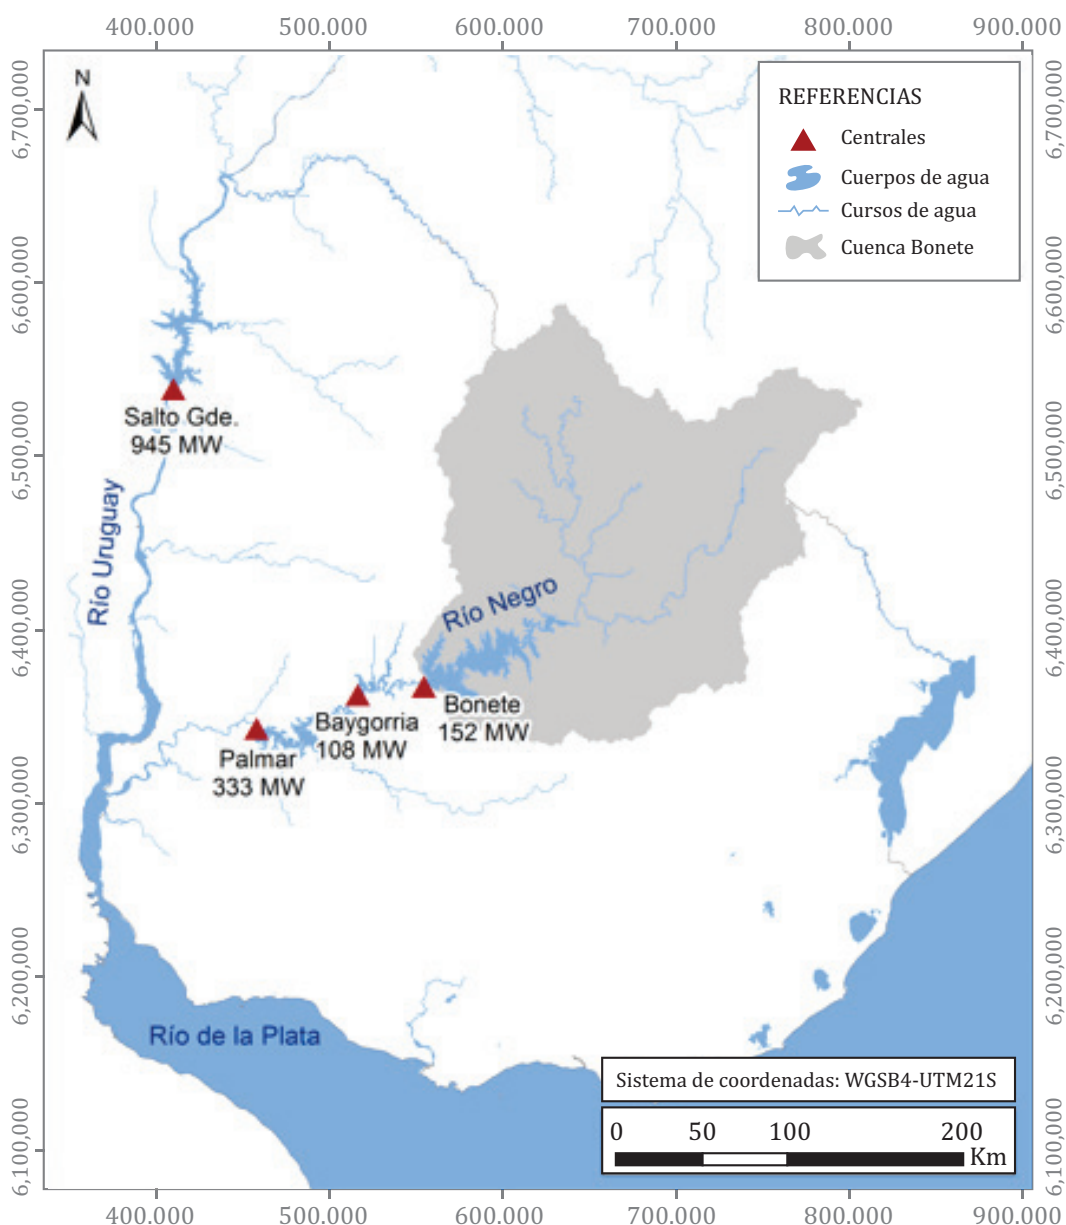 400.000 500.000 600.000 700.000 800.000 900.000
6,700,000
6,600,000
6,500,000
6,400,000
6,300,000
6,200,000
6,100,000
N
REFERENCIAS
Centrales
Cuerpos de agua
Cursos de agua
Cuenca Bonete
Salto Gde.
945 MW
Río Uruguay
Río Negro
Bonete
152 MW
Baygorria
108 MW
Palmar
333 MW
Río de la Plata
Sistema de coordenadas: WGSB4-UTM21S
0 50 100 200
Km
6,700,000
6,600,000
6,500,000
6,400,000
6,300,000
6,200,000
6,100,000
400.000 500.000 600.000 700.000 800.000 900.000